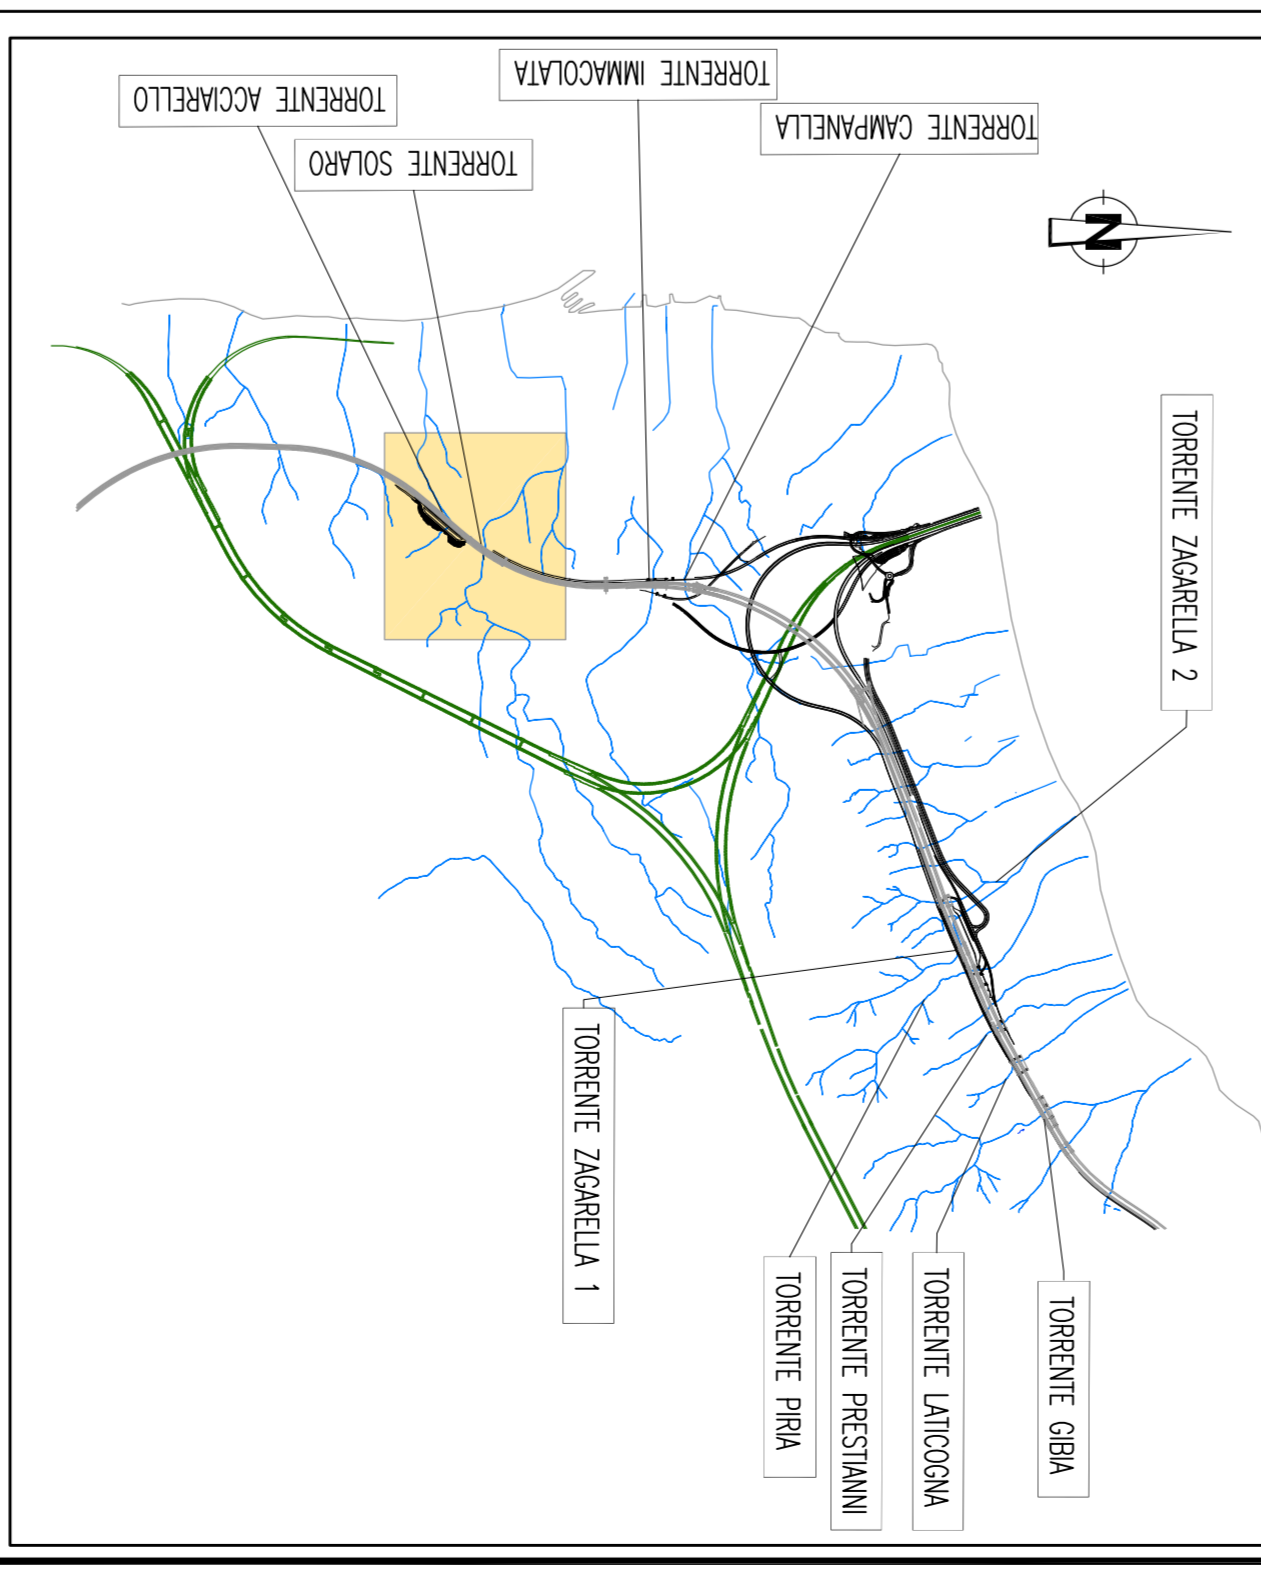 TORRENTE IMMACOLATA
TORRENTE ACCIARELLO
TORRENTE CAMPANELLA
TORRENTE SOLARO
N
TORRENTE ZAGARELLA 2
TORRENTE ZAGARELLA 1
TORRENTE PIRIA
TORRENTE PRESTIANNI
TORRENTE LATICOGNA
TORRENTE GIBIA